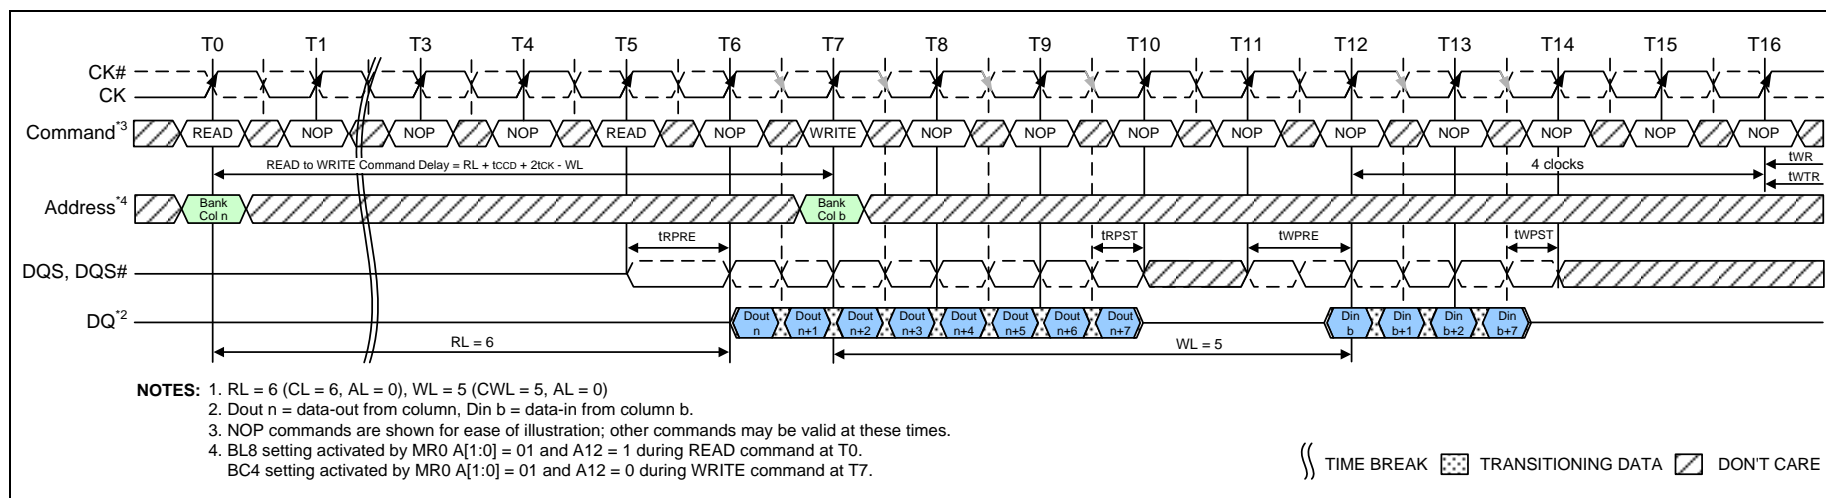 T0 T1 T3 T4 T5 T6 T7 T8 T9 T10 T11 T12 T13 T14 T15 T16
CK#
CK
Command*3 READ NOP NOP NOP READ NOP WRITE NOP NOP NOP NOP NOP NOP NOP NOP NOP
READ to WRITE Command Delay = RL + tCCD + 2tCK - WL
4 clocks
tWR
tWTR
Address*4
Bank Col n
Bank Col b
tRPRE tRPST tWPRE tWPST
DQS, DQS#
DQ*2
Dout n
Dout n+1
Dout n+2
Dout n+3
Dout n+4
Dout n+5
Dout n+6
Dout n+7
Din b
Din b+1
Din b+2
Din b+7
RL = 6
WL = 5
NOTES: 1. RL = 6 (CL = 6, AL = 0), WL = 5 (CWL = 5, AL = 0)
2. Dout n = data-out from column, Din b = data-in from column b.
3. NOP commands are shown for ease of illustration; other commands may be valid at these times.
4. BL8 setting activated by MR0 A[1:0] = 01 and A12 = 1 during READ command at T0.
BC4 setting activated by MR0 A[1:0] = 01 and A12 = 0 during WRITE command at T7.
TIME BREAK TRANSITIONING DATA DON'T CARE